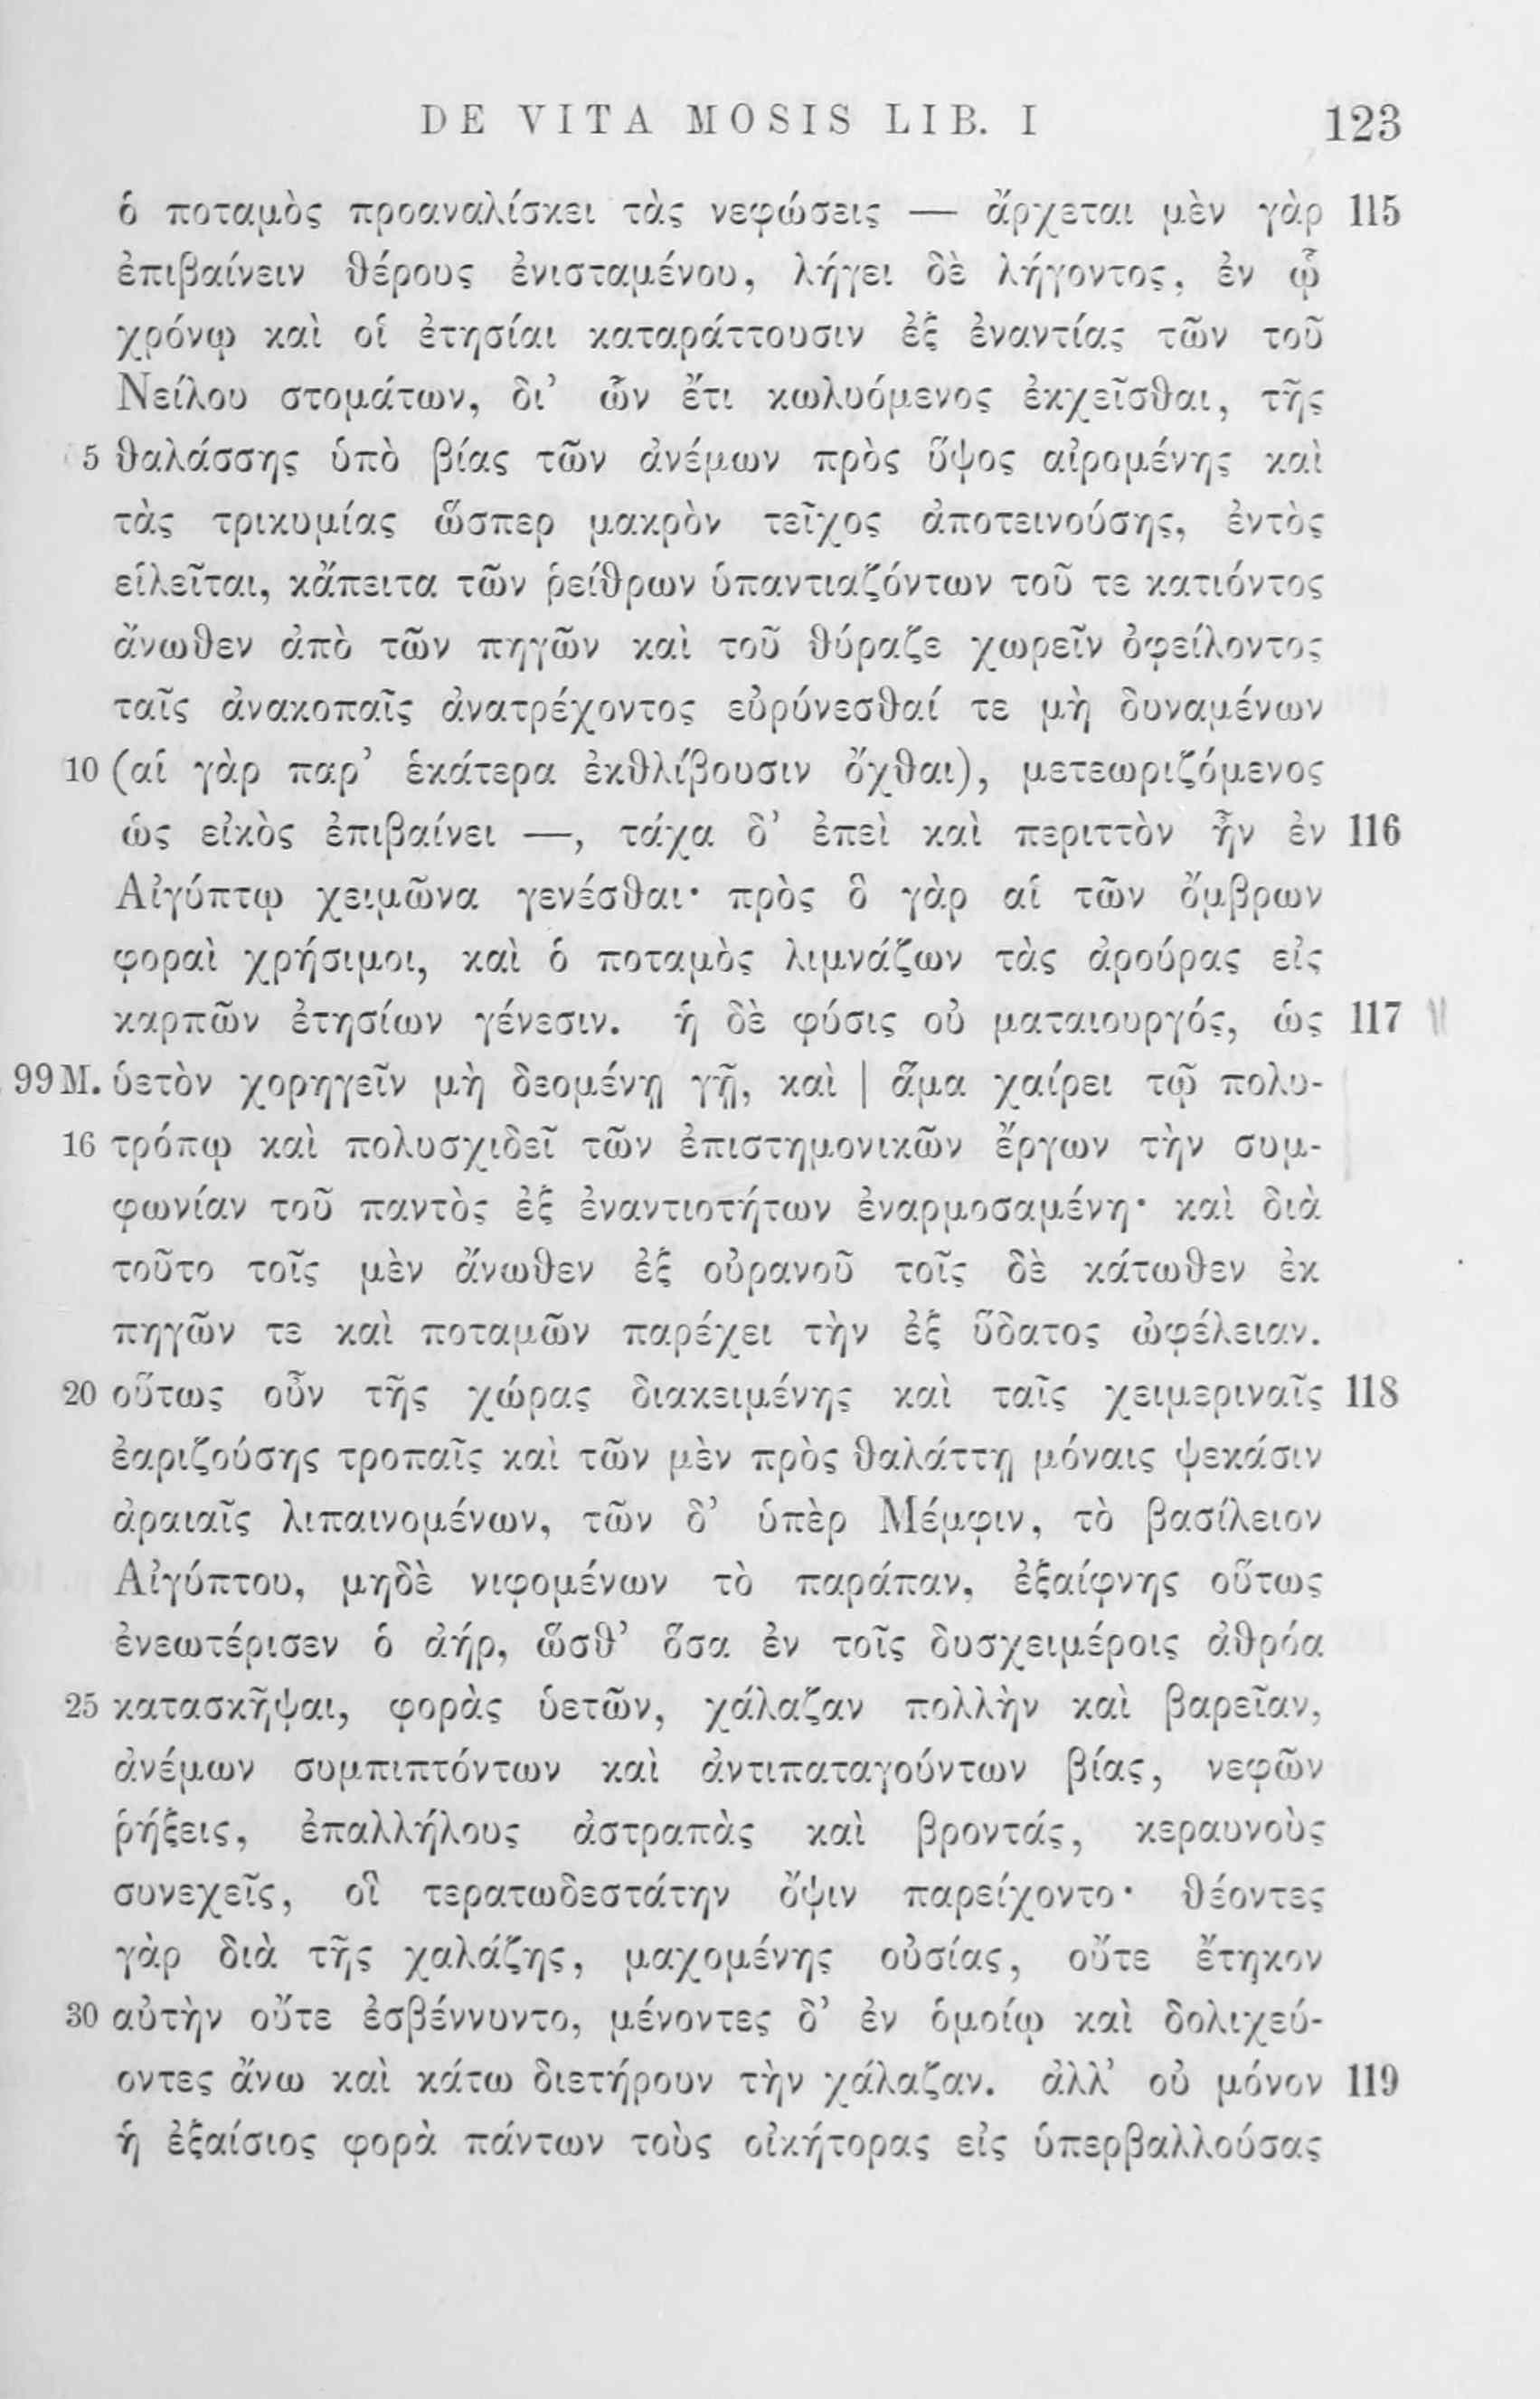 DE VITA MOSIS LIB. I 123
ὁ ποταμὸς προαναλίσκει τὰς νεφώσεις — ἄρχεται μὲν γὰρ 115
ἐπιβαίνειν θέρους ἐνισταμένου, λήγει δὲ λήγοντος, ἐν ᾧ
χρόνῳ καὶ οἱ ἐτησίαι καταράττουσιν ἐξ ἐναντίας τῶν τοῦ
Νείλου στομάτων, δι’ ὧν ἔτι κωλυόμενος ἐκχεῖσθαι, τῆς
5 θαλάσσης ὑπὸ βίας τῶν ἀνέμων πρὸς ὕψος αἰρομένης καὶ
τὰς τρικυμίας ὥσπερ μακρὸν τεῖχος ἀποτεινούσης, ἐντὸς
εἱλεῖται, κἄπειτα τῶν ῥείθρων ὑπαντιαζόντων τοῦ τε κατιόντος
ἄνωθεν ἀπὸ τῶν πηγῶν καὶ τοῦ θύραζε χωρεῖν ὀφείλοντος
ταῖς ἀνακοπαῖς ἀνατρέχοντος εὐρύνεσθαί τε μὴ δυναμένων
10 (αἱ γὰρ παρ’ ἑκάτερα ἐκθλίβουσιν ὄχθαι), μετεωριζόμενος
ὡς εἰκὸς ἐπιβαίνει —, τάχα δ’ ἐπεὶ καὶ περιττὸν ἦν ἐν 116
Αἰγύπτῳ χειμῶνα γενέσθαι· πρὸς ὃ γὰρ αἱ τῶν ὄμβρων
φοραὶ χρήσιμοι, καὶ ὁ ποταμὸς λιμνάζων τὰς ἀρούρας εἰς
καρπῶν ἐτησίων γένεσιν. ἡ δὲ φύσις οὐ ματαιουργός, ὡς 117
99 M. ὑετὸν χορηγεῖν μὴ δεομένῃ γῇ, καὶ | ἅμα χαίρει τῷ πολυ-
16 τρόπῳ καὶ πολυσχιδεῖ τῶν ἐπιστημονικῶν ἔργων τὴν συμ-
φωνίαν τοῦ παντὸς ἐξ ἐναντιοτήτων ἐναρμοσαμένη· καὶ διὰ
τοῦτο τοῖς μὲν ἄνωθεν ἐξ οὐρανοῦ τοῖς δὲ κάτωθεν ἐκ
πηγῶν τε καὶ ποταμῶν παρέχει τὴν ἐξ ὕδατος ὠφέλειαν.
20 οὕτως οὖν τῆς χώρας διακειμένης καὶ ταῖς χειμεριναῖς 118
ἐαριζούσης τροπαῖς καὶ τῶν μὲν πρὸς θαλάττῃ μόναις ψεκάσιν
ἀραιαῖς λιπαινομένων, τῶν δ’ ὑπὲρ Μέμφιν, τὸ βασίλειον
Αἰγύπτου, μηδὲ νιφομένων τὸ παράπαν, ἐξαίφνης οὕτως
ἐνεωτέρισεν ὁ ἀήρ, ὥσθ’ ὅσα ἐν τοῖς δυσχειμέροις ἀθρόα
25 κατασκῆψαι, φορὰς ὑετῶν, χάλαζαν πολλὴν καὶ βαρεῖαν,
ἀνέμων συμπιπτόντων καὶ ἀντιπαταγούντων βίας, νεφῶν
ῥήξεις, ἐπαλλήλους ἀστραπὰς καὶ βροντάς, κεραυνοὺς
συνεχεῖς, οἳ τερατωδεστάτην ὄψιν παρείχοντο· θέοντες
γὰρ διὰ τῆς χαλάζης, μαχομένης οὐσίας, οὔτε ἔτηκον
30 αὐτὴν οὔτε ἐσβέννυντο, μένοντες δ’ ἐν ὁμοίῳ καὶ δολιχεύ-
οντες ἄνω καὶ κάτω διετήρουν τὴν χάλαζαν. ἀλλ’ οὐ μόνον 119
ἡ ἐξαίσιος φορὰ πάντων τοὺς οἰκήτορας εἰς ὑπερβαλλούσας